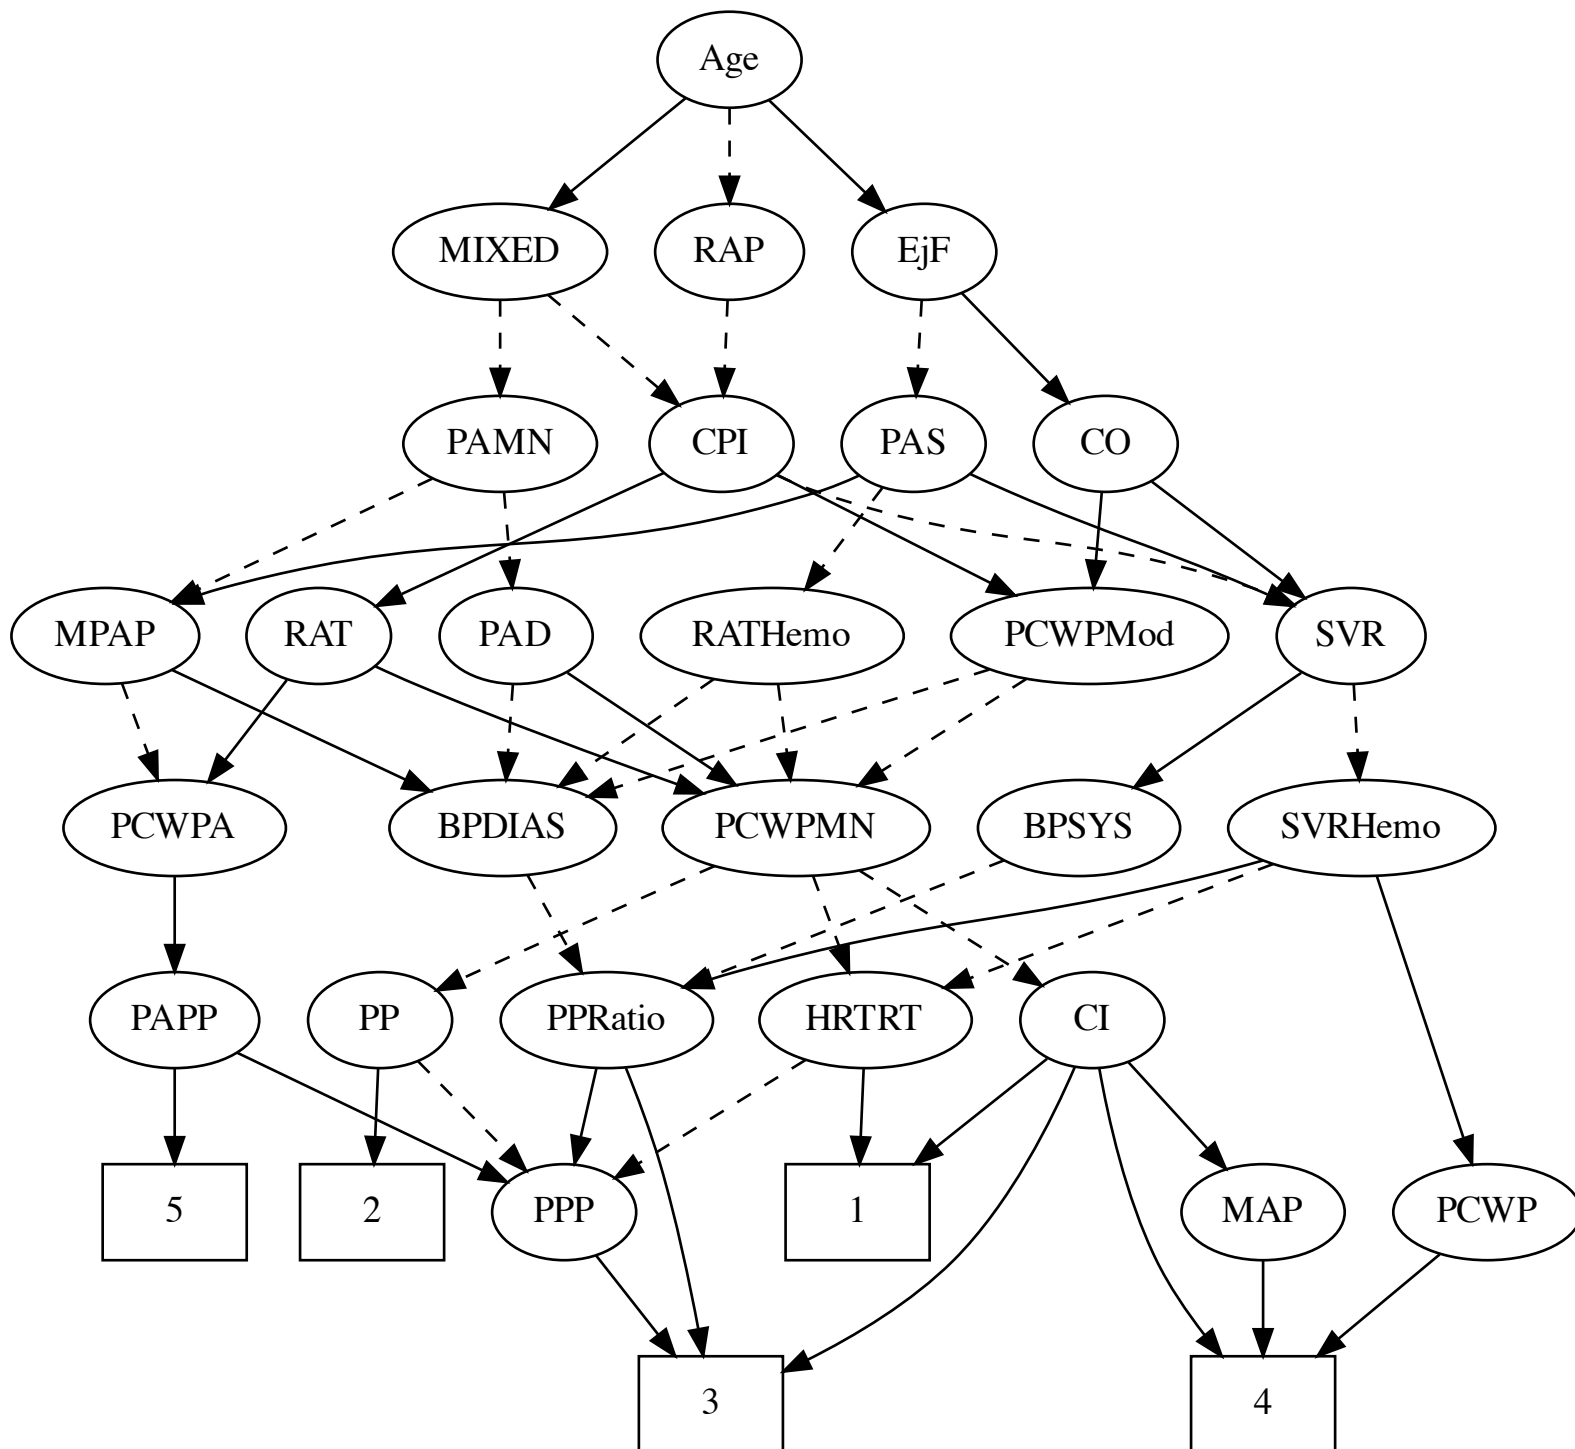 Age
MIXED
RAP
EjF
PAMN
CPI
PAS
CO
MPAP
RAT
PAD
RATHemo
PCWPMod
SVR
PCWPA
BPDIAS
PCWPMN
BPSYS
SVRHemo
PAPP
PP
PPRatio
HRTRT
CI
5
2
PPP
1
MAP
PCWP
3
4